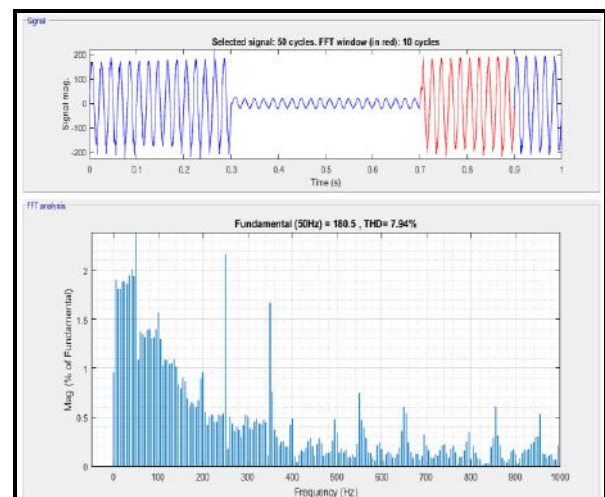 Signal
Selected signal: 50 cycles. FFT window (in red): 10 cycles
Signal mag.
200
100
0
-100
-200
0 0.1 0.2 0.3 0.4 0.5 0.6 0.7 0.8 0.9 1
Time (s)
FFT analysis
Fundamental (50Hz) = 180.5 , THD= 7.94%
Mag (% of Fundamental)
2
1.5
1
0.5
0
0 100 200 300 400 500 600 700 800 900 1000
Frequency (Hz)